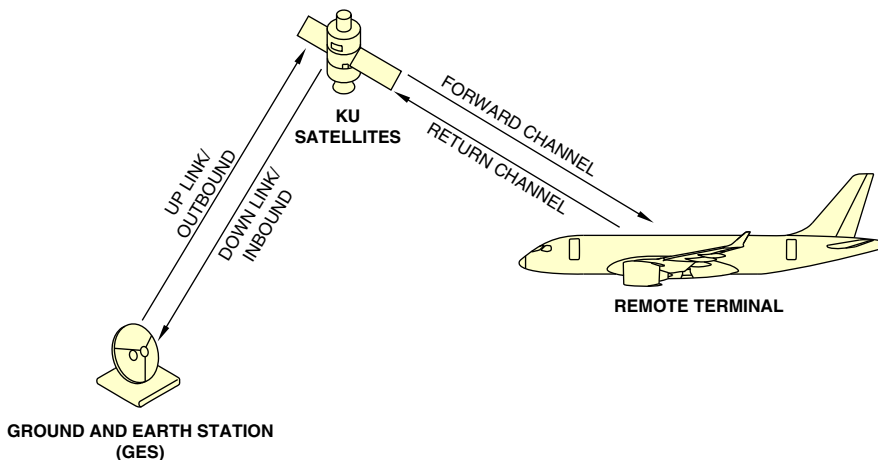 KU
SATELLITES
FORWARD CHANNEL
RETURN CHANNEL
UP LINK/
OUTBOUND
DOWN LINK/
INBOUND
REMOTE TERMINAL
GROUND AND EARTH STATION
(GES)